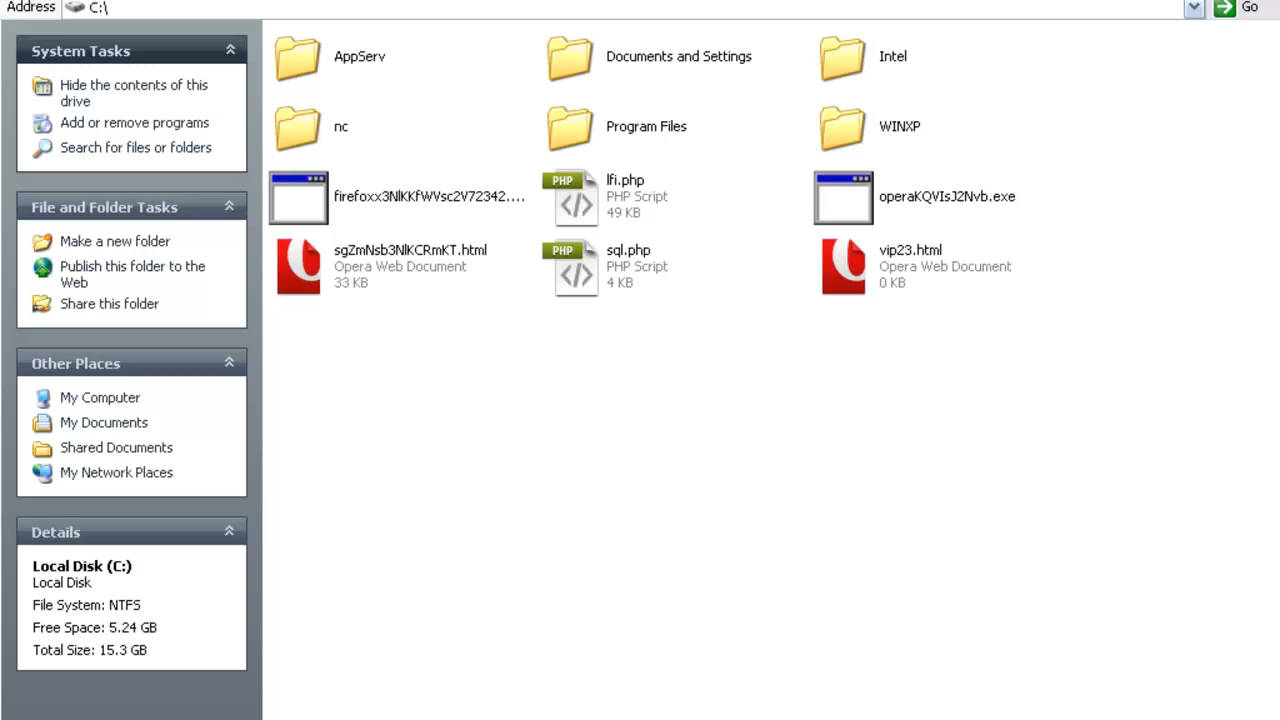 Address C:\ Go
System Tasks
Hide the contents of this
drive
Add or remove programs
Search for files or folders
File and Folder Tasks
Make a new folder
Publish this folder to the
Web
Share this folder
Other Places
My Computer
My Documents
Shared Documents
My Network Places
Details
Local Disk (C:)
Local Disk
File System: NTFS
Free Space: 5.24 GB
Total Size: 15.3 GB
AppServ
Documents and Settings
Intel
nc
Program Files
WINXP
firefoxx3NlKKfWVsc2V72342....
PHP
lfi.php
PHP Script
49 KB
operaKQVIsJ2Nvb.exe
sgZmNsb3NlKCRmKT.html
Opera Web Document
33 KB
PHP
sql.php
PHP Script
4 KB
vip23.html
Opera Web Document
0 KB